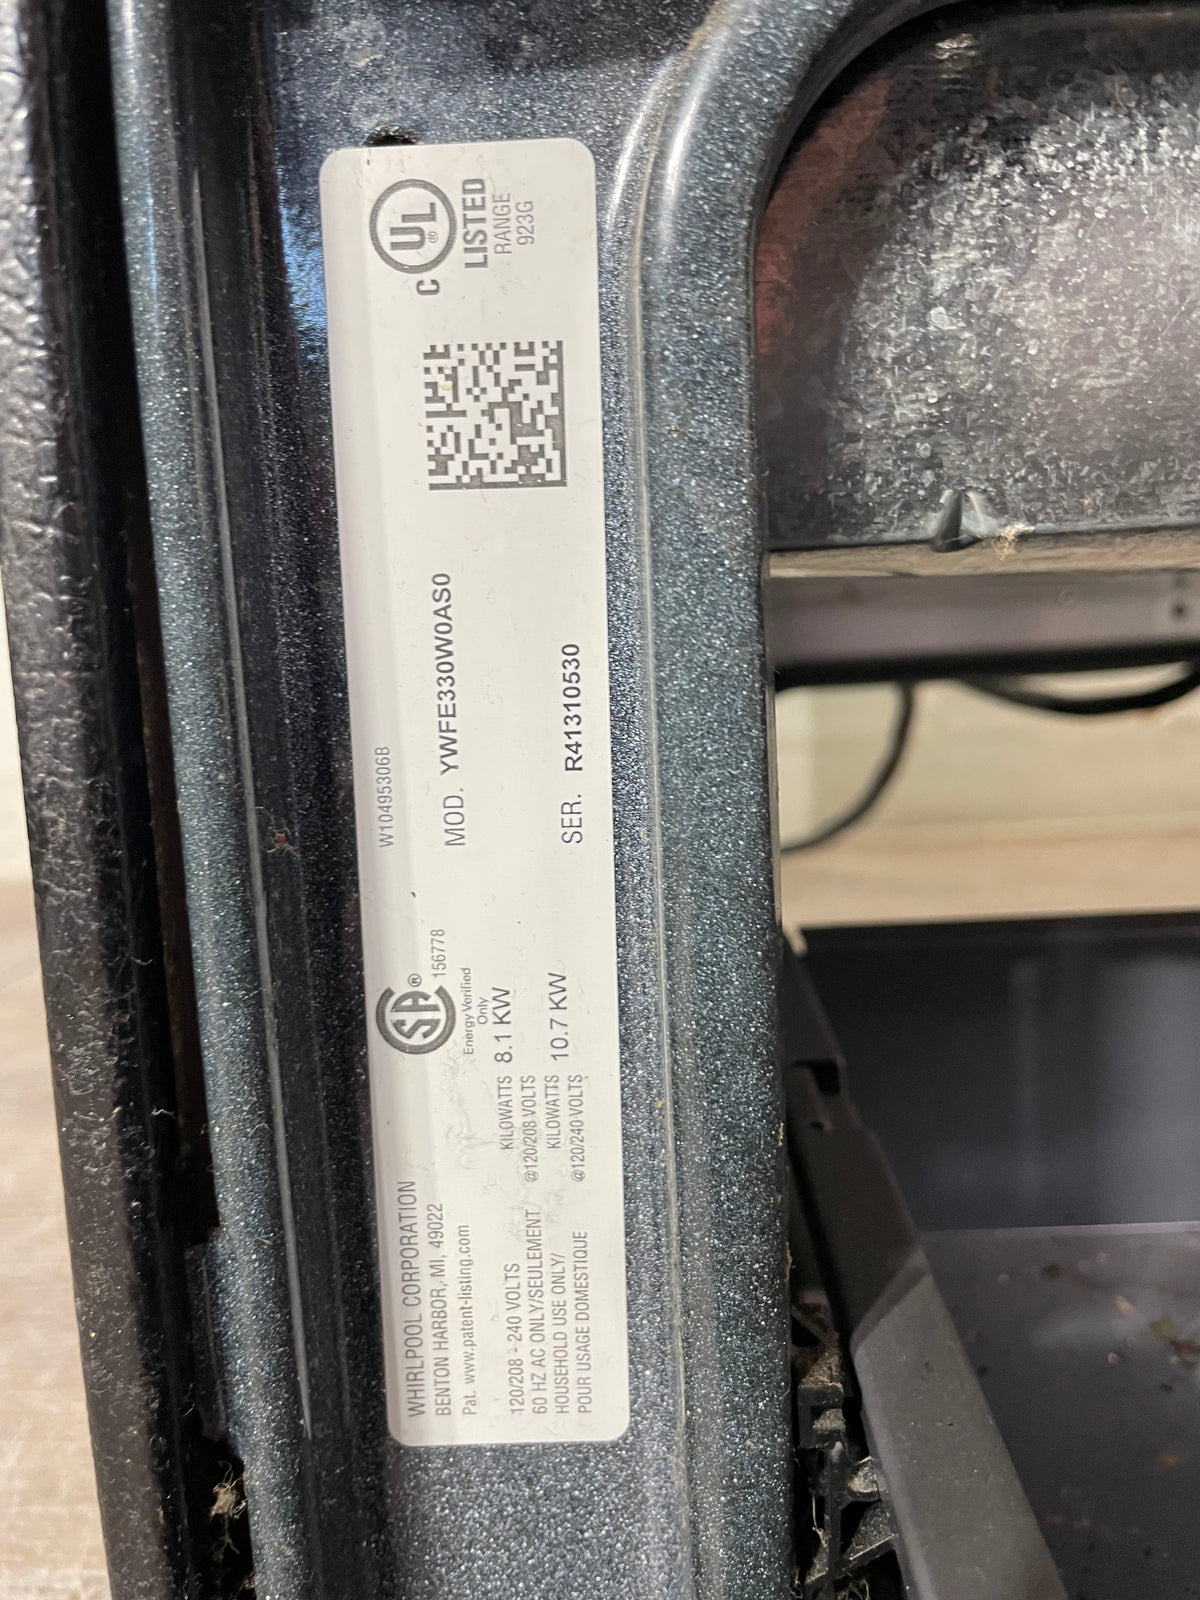 WHIRLPOOL CORPORATION
BENTON HARBOR, MI, 49022
Pat. www.patent-listing.com
120/208 - 240 VOLTS
60 HZ AC ONLY/SEULEMENT
HOUSEHOLD USE ONLY/
POUR USAGE DOMESTIQUE
SA® 156778
Energy Verified
Only
KILOWATTS 8.1 KW
@120/208 VOLTS
KILOWATTS 10.7 KW
@120/240 VOLTS
W10495306B
MOD. YWFE330W0AS0
SER. R41310530
C UL ®
LISTED
RANGE
923G